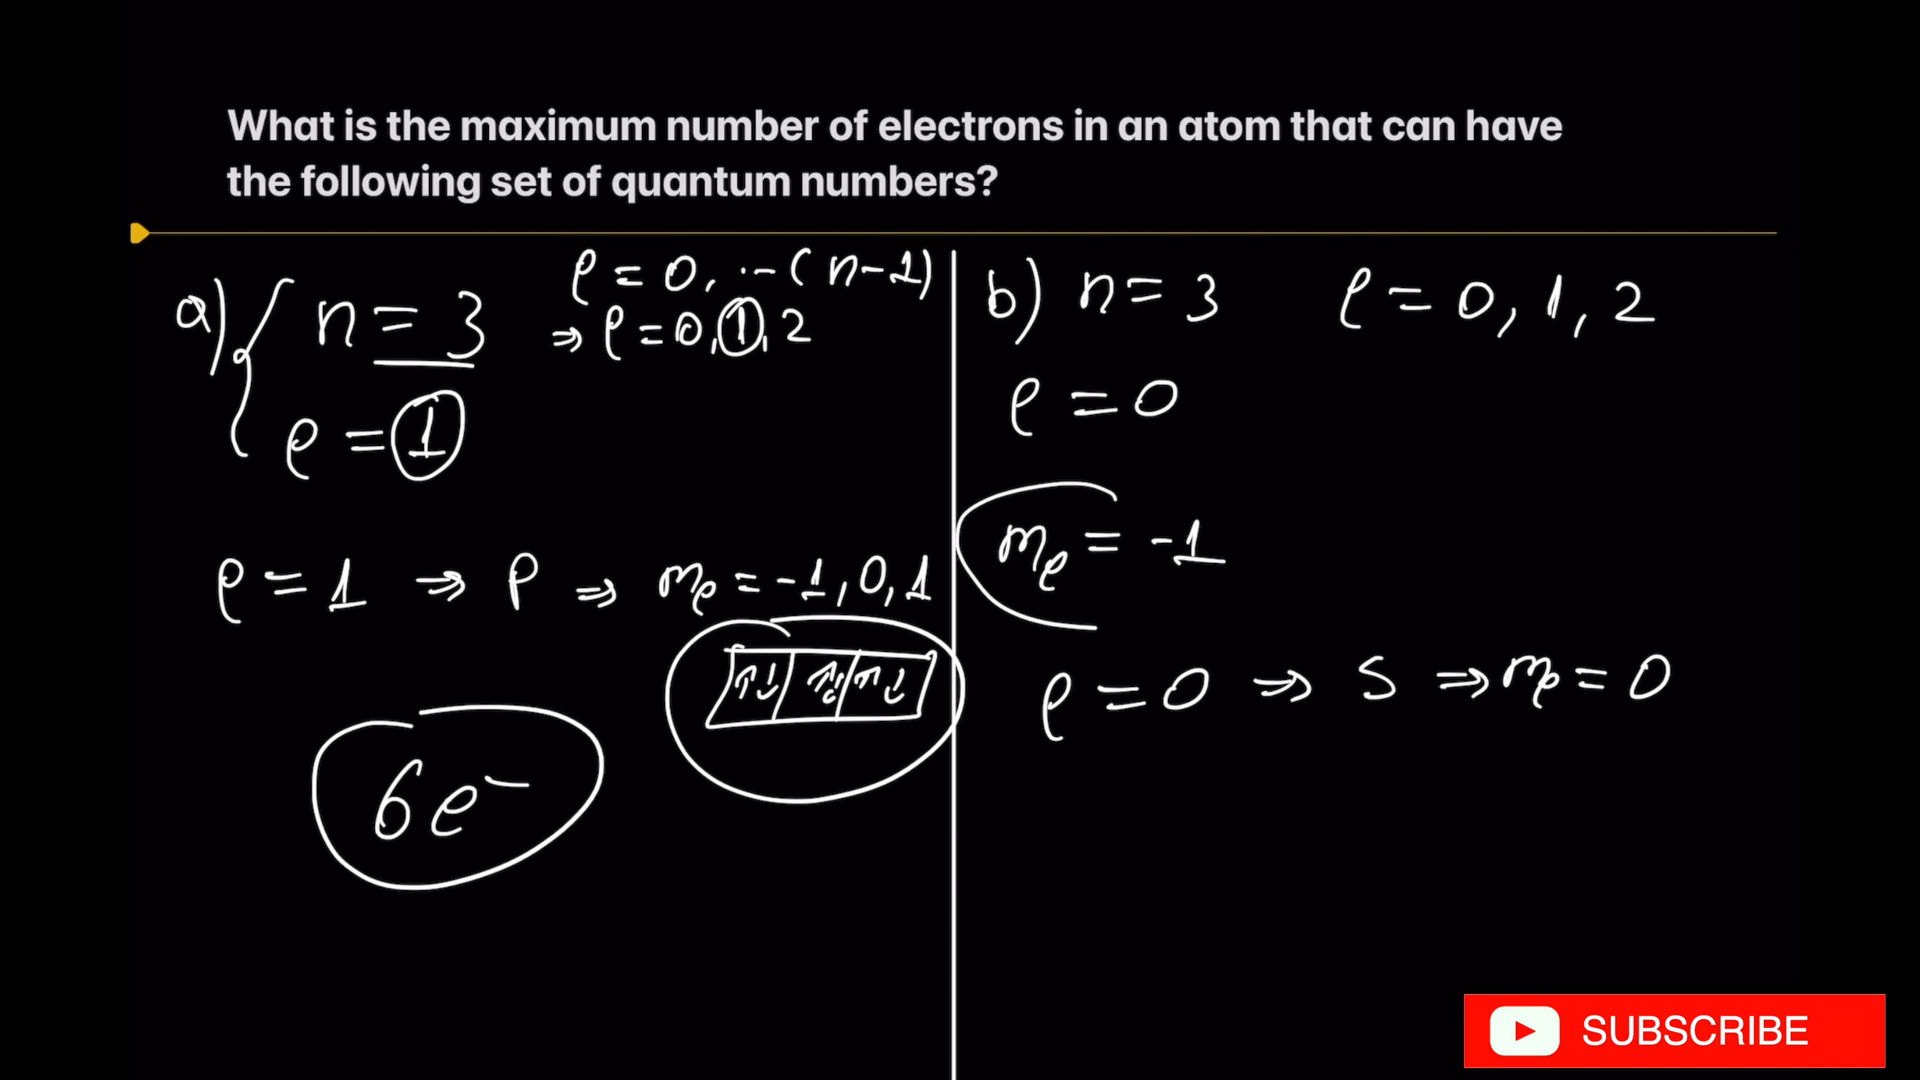 What is the maximum number of electrons in an atom that can have
the following set of quantum numbers?
a) n = 3
ℓ = 0, ..- (n-1)
⇒ ℓ = 0, 1, 2
ℓ = 1
ℓ = 1 → P ⇒ mℓ = -1, 0, 1
↑↓ ↑↓ ↑↓
6e⁻
b) n = 3 ℓ = 0, 1, 2
ℓ = 0
mℓ = -1
ℓ = 0 ⇒ S ⇒ mℓ = 0
SUBSCRIBE